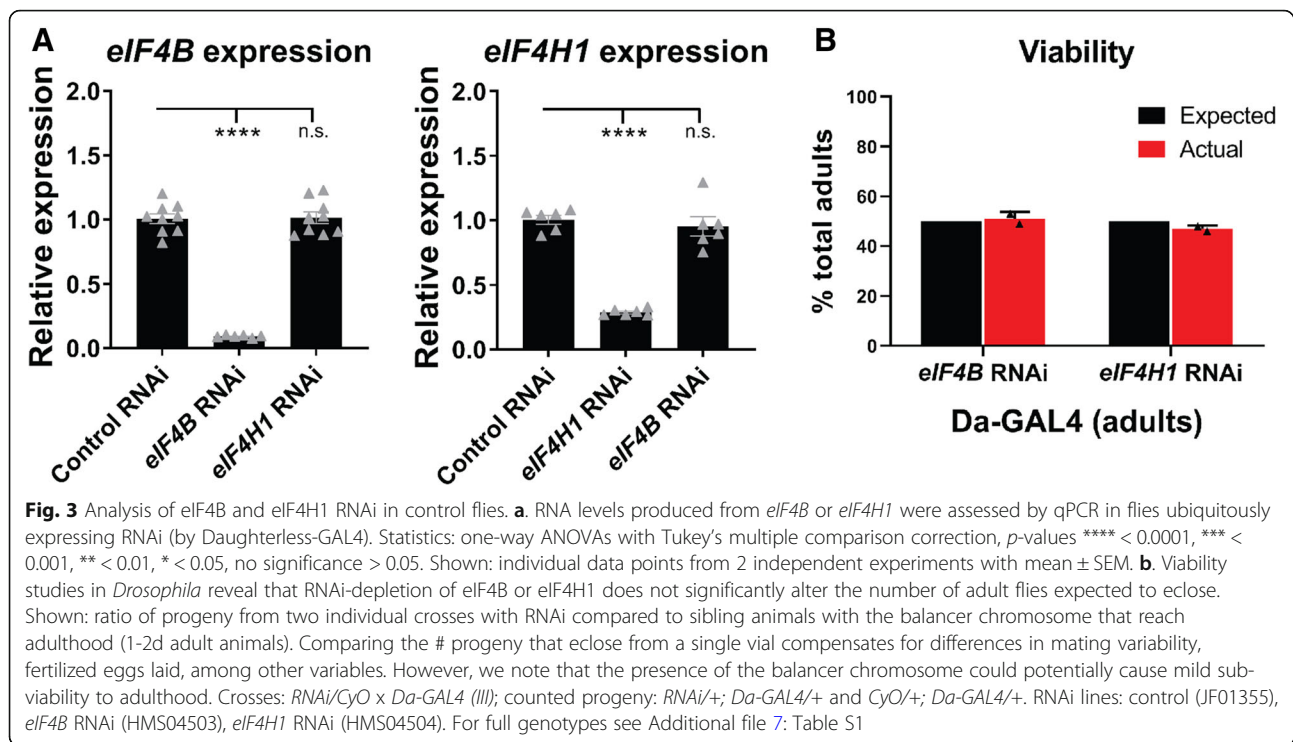 A
eIF4B expression
Relative expression
2.0
1.5
1.0
0.5
0.0
****
n.s.
Control RNAi
eIF4B RNAi
eIF4H1 RNAi
eIF4H1 expression
Relative expression
2.0
1.5
1.0
0.5
0.0
****
n.s.
Control RNAi
eIF4H1 RNAi
eIF4B RNAi
B
Viability
% total adults
100
80
60
40
20
0
Expected
Actual
eIF4B RNAi
eIF4H1 RNAi
Da-GAL4 (adults)
Fig. 3 Analysis of eIF4B and eIF4H1 RNAi in control flies. a. RNA levels produced from eIF4B or eIF4H1 were assessed by qPCR in flies ubiquitously
expressing RNAi (by Daughterless-GAL4). Statistics: one-way ANOVAs with Tukey's multiple comparison correction, p-values **** < 0.0001, *** <
0.001, ** < 0.01, * < 0.05, no significance > 0.05. Shown: individual data points from 2 independent experiments with mean ± SEM. b. Viability
studies in Drosophila reveal that RNAi-depletion of eIF4B or eIF4H1 does not significantly alter the number of adult flies expected to eclose.
Shown: ratio of progeny from two individual crosses with RNAi compared to sibling animals with the balancer chromosome that reach
adulthood (1-2d adult animals). Comparing the # progeny that eclose from a single vial compensates for differences in mating variability,
fertilized eggs laid, among other variables. However, we note that the presence of the balancer chromosome could potentially cause mild sub-
viability to adulthood. Crosses: RNAi/CyO x Da-GAL4 (III); counted progeny: RNAi/+; Da-GAL4/+ and CyO/+; Da-GAL4/+. RNAi lines: control (JF01355),
eIF4B RNAi (HMS04503), eIF4H1 RNAi (HMS04504). For full genotypes see Additional file 7: Table S1